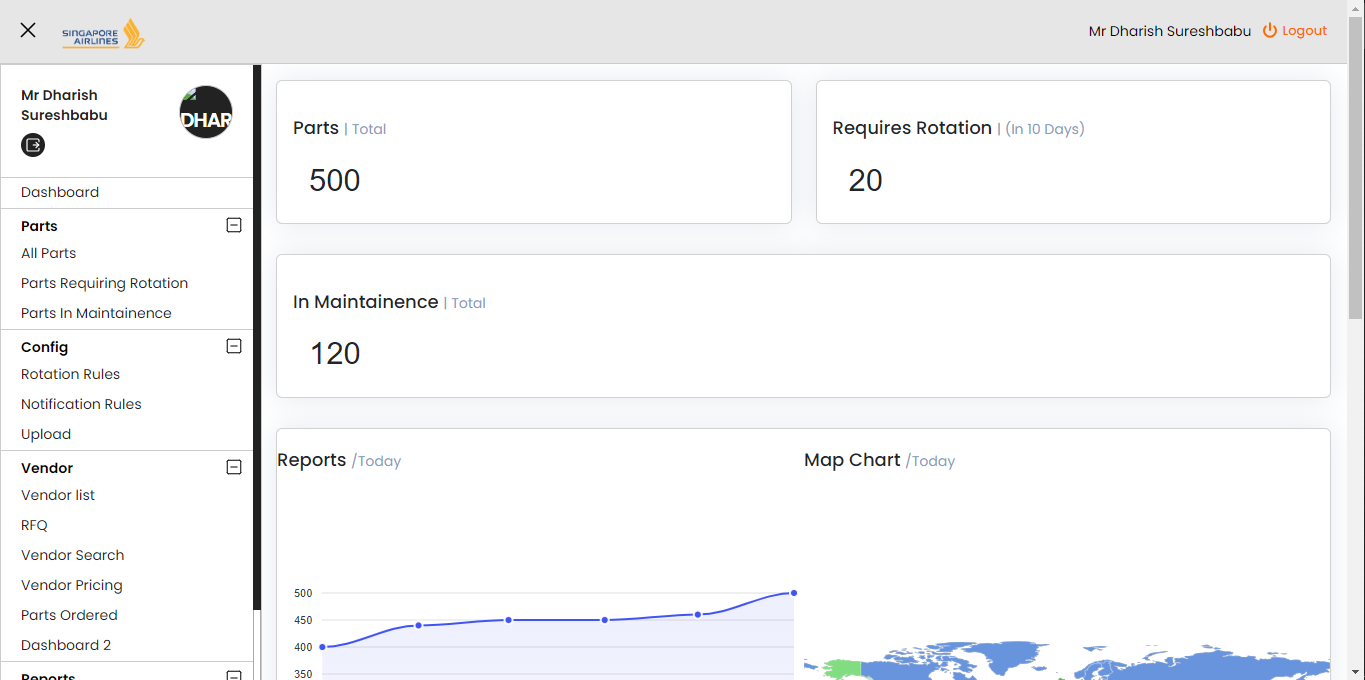 SINGAPORE
AIRLINES
Mr Dharish Sureshbabu
Logout
Mr Dharish
Sureshbabu
DHAR
Dashboard
Parts
All Parts
Parts Requiring Rotation
Parts In Maintainence
Config
Rotation Rules
Notification Rules
Upload
Vendor
Vendor list
RFQ
Vendor Search
Vendor Pricing
Parts Ordered
Dashboard 2
Reports
Parts | Total
500
Requires Rotation | (In 10 Days)
20
In Maintainence | Total
120
Reports /Today
500
450
400
350
Map Chart /Today